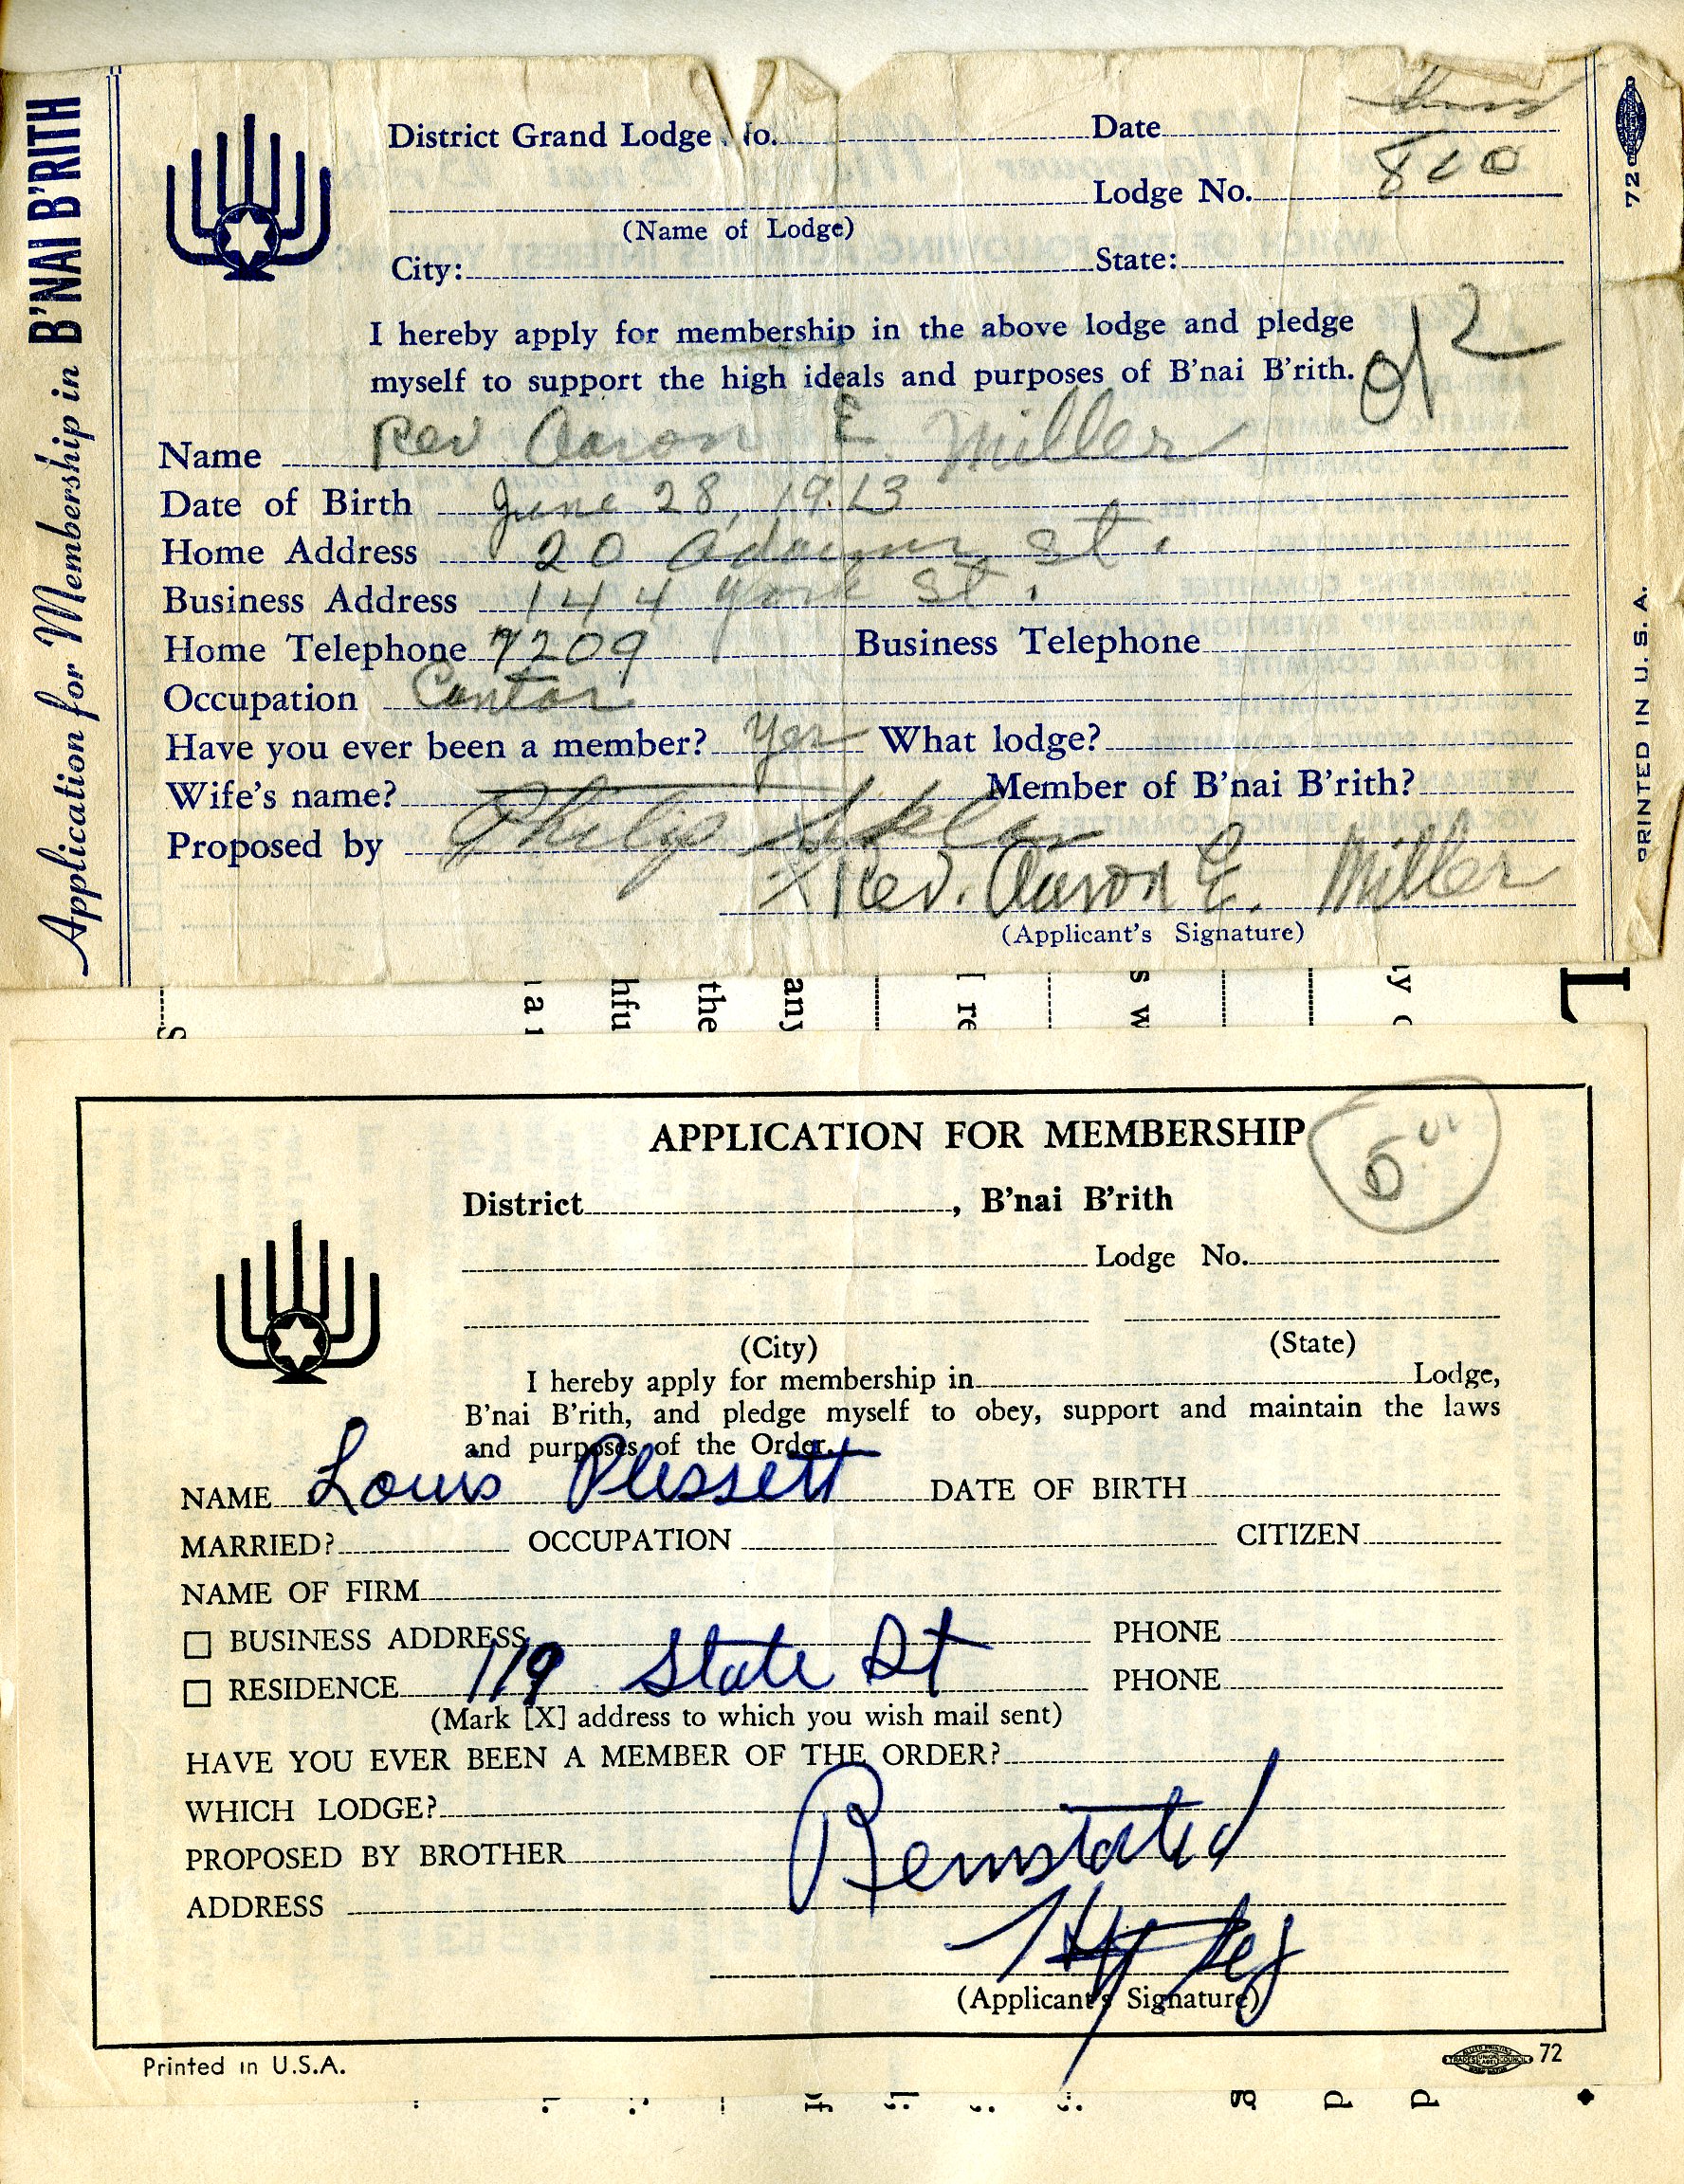 Application for Membership in B'NAI B'RITH
District Grand Lodge No. Date
Lodge No. 810
(Name of Lodge)
City: State:
I hereby apply for membership in the above lodge and pledge
myself to support the high ideals and purposes of B'nai B'rith.
Name Rev. Aaron E. Miller
Date of Birth June 28, 1913
Home Address 20 St.
Business Address 144 York St.
Home Telephone 7209 Business Telephone
Occupation Cantor
Have you ever been a member? Yes What lodge?
Wife's name? Member of B'nai B'rith?
Proposed by Philip Sklar
X Rev. Aaron E. Miller
(Applicant's Signature)
72
PRINTED IN U. S. A.
hfu
the
any
s w
L
APPLICATION FOR MEMBERSHIP
District , B'nai B'rith
Lodge No.
(City) (State)
I hereby apply for membership in Lodge,
B'nai B'rith, and pledge myself to obey, support and maintain the laws
and purposes of the Order.
NAME Louis Plessett DATE OF BIRTH
MARRIED? OCCUPATION CITIZEN
NAME OF FIRM
BUSINESS ADDRESS PHONE
RESIDENCE 119 State St PHONE
(Mark [X] address to which you wish mail sent)
HAVE YOU EVER BEEN A MEMBER OF THE ORDER?
WHICH LODGE?
PROPOSED BY BROTHER Reinstated
ADDRESS
(Applicant's Signature)
Printed in U.S.A. 72